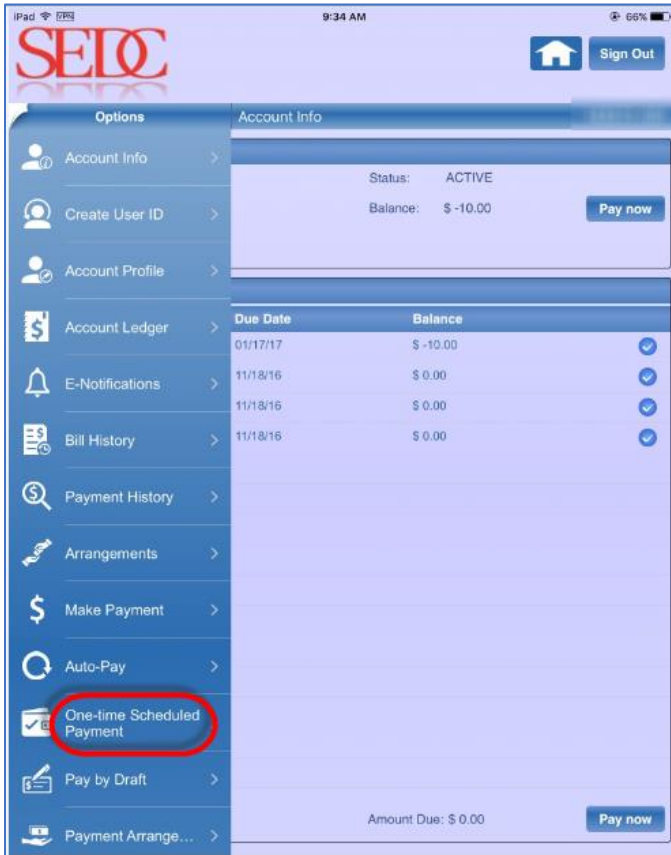 iPad VPN 9:34 AM 66%
SEDC
Sign Out
Options
Account Info
Account Info
Create User ID
Account Profile
Account Ledger
E-Notifications
Bill History
Payment History
Arrangements
Make Payment
Auto-Pay
One-time Scheduled
Payment
Pay by Draft
Payment Arrange...
Status: ACTIVE
Balance: $ -10.00 Pay now
Due Date Balance
01/17/17 $ -10.00
11/18/16 $ 0.00
11/18/16 $ 0.00
11/18/16 $ 0.00
Amount Due: $ 0.00 Pay now